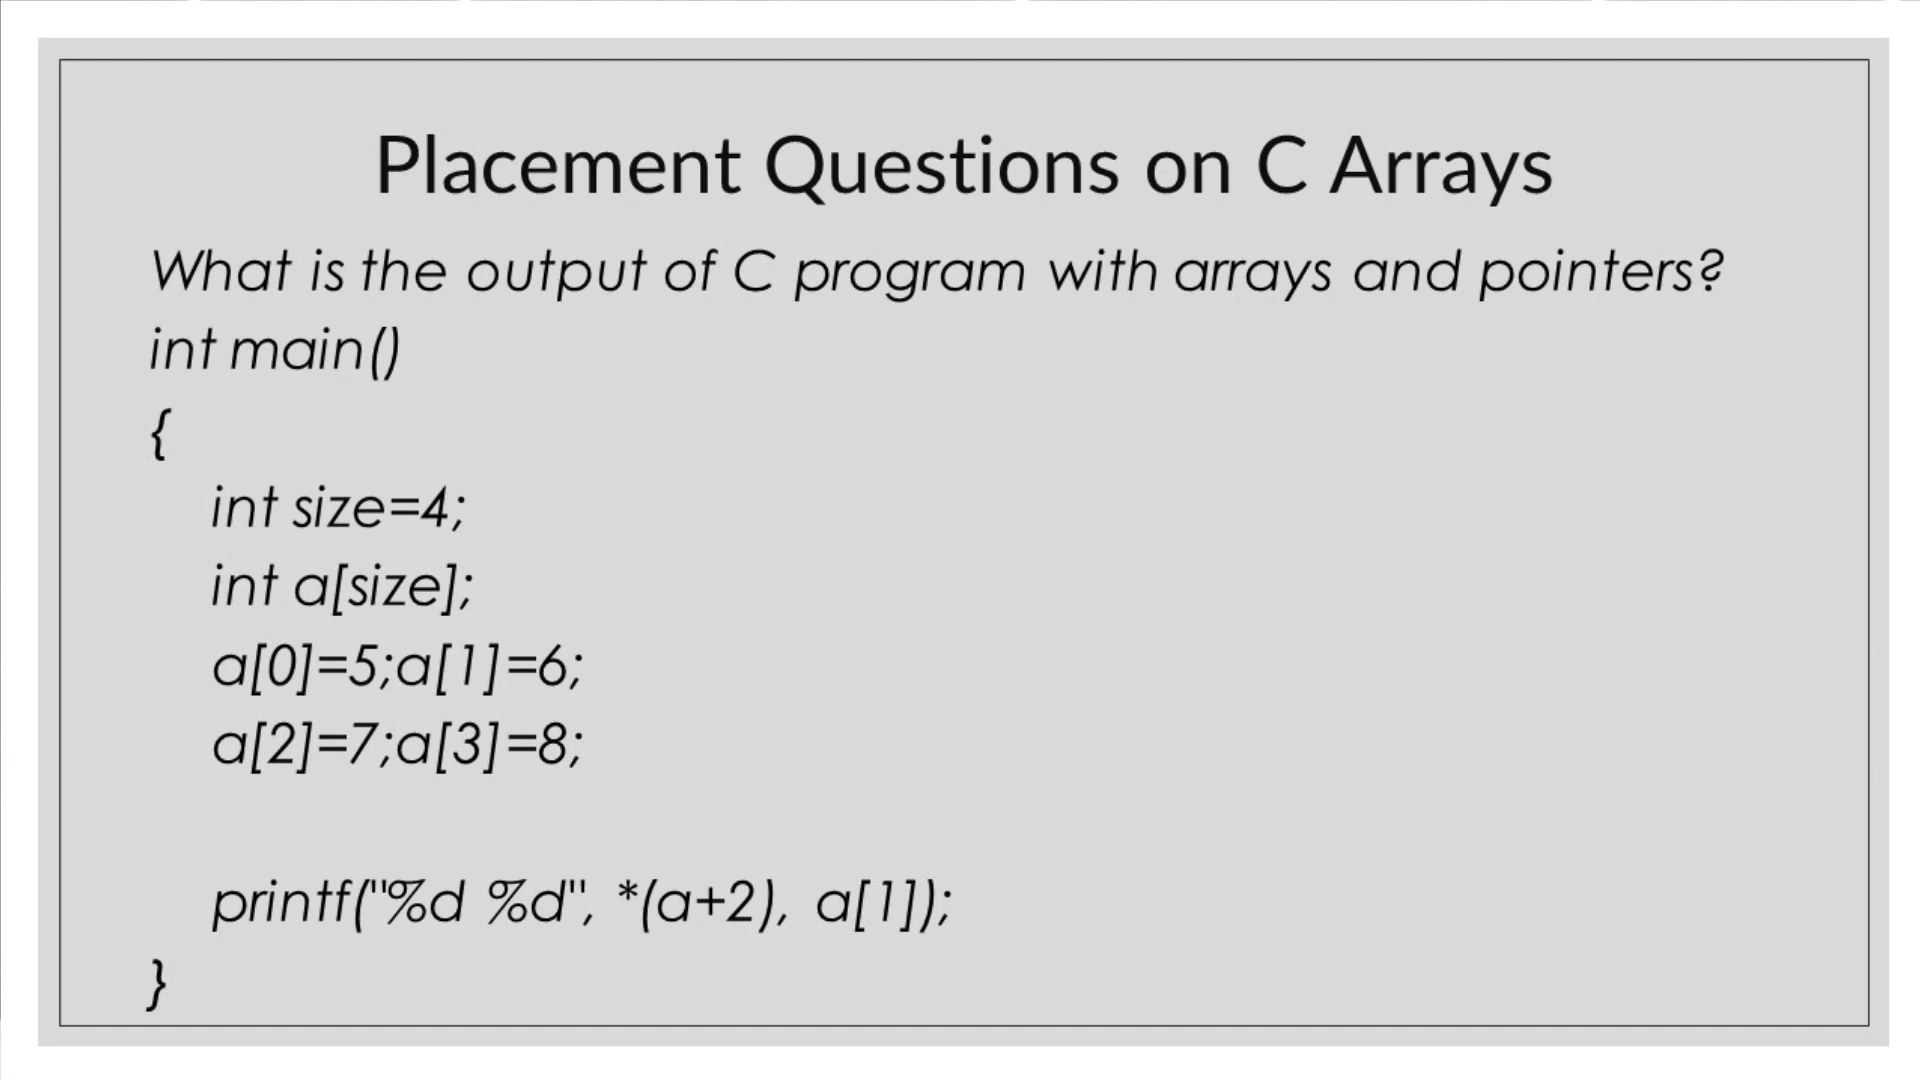 Placement Questions on C Arrays
What is the output of C program with arrays and pointers?
int main()
{
int size=4;
int a[size];
a[0]=5;a[1]=6;
a[2]=7;a[3]=8;
printf("%d %d", *(a+2), a[1]);
}